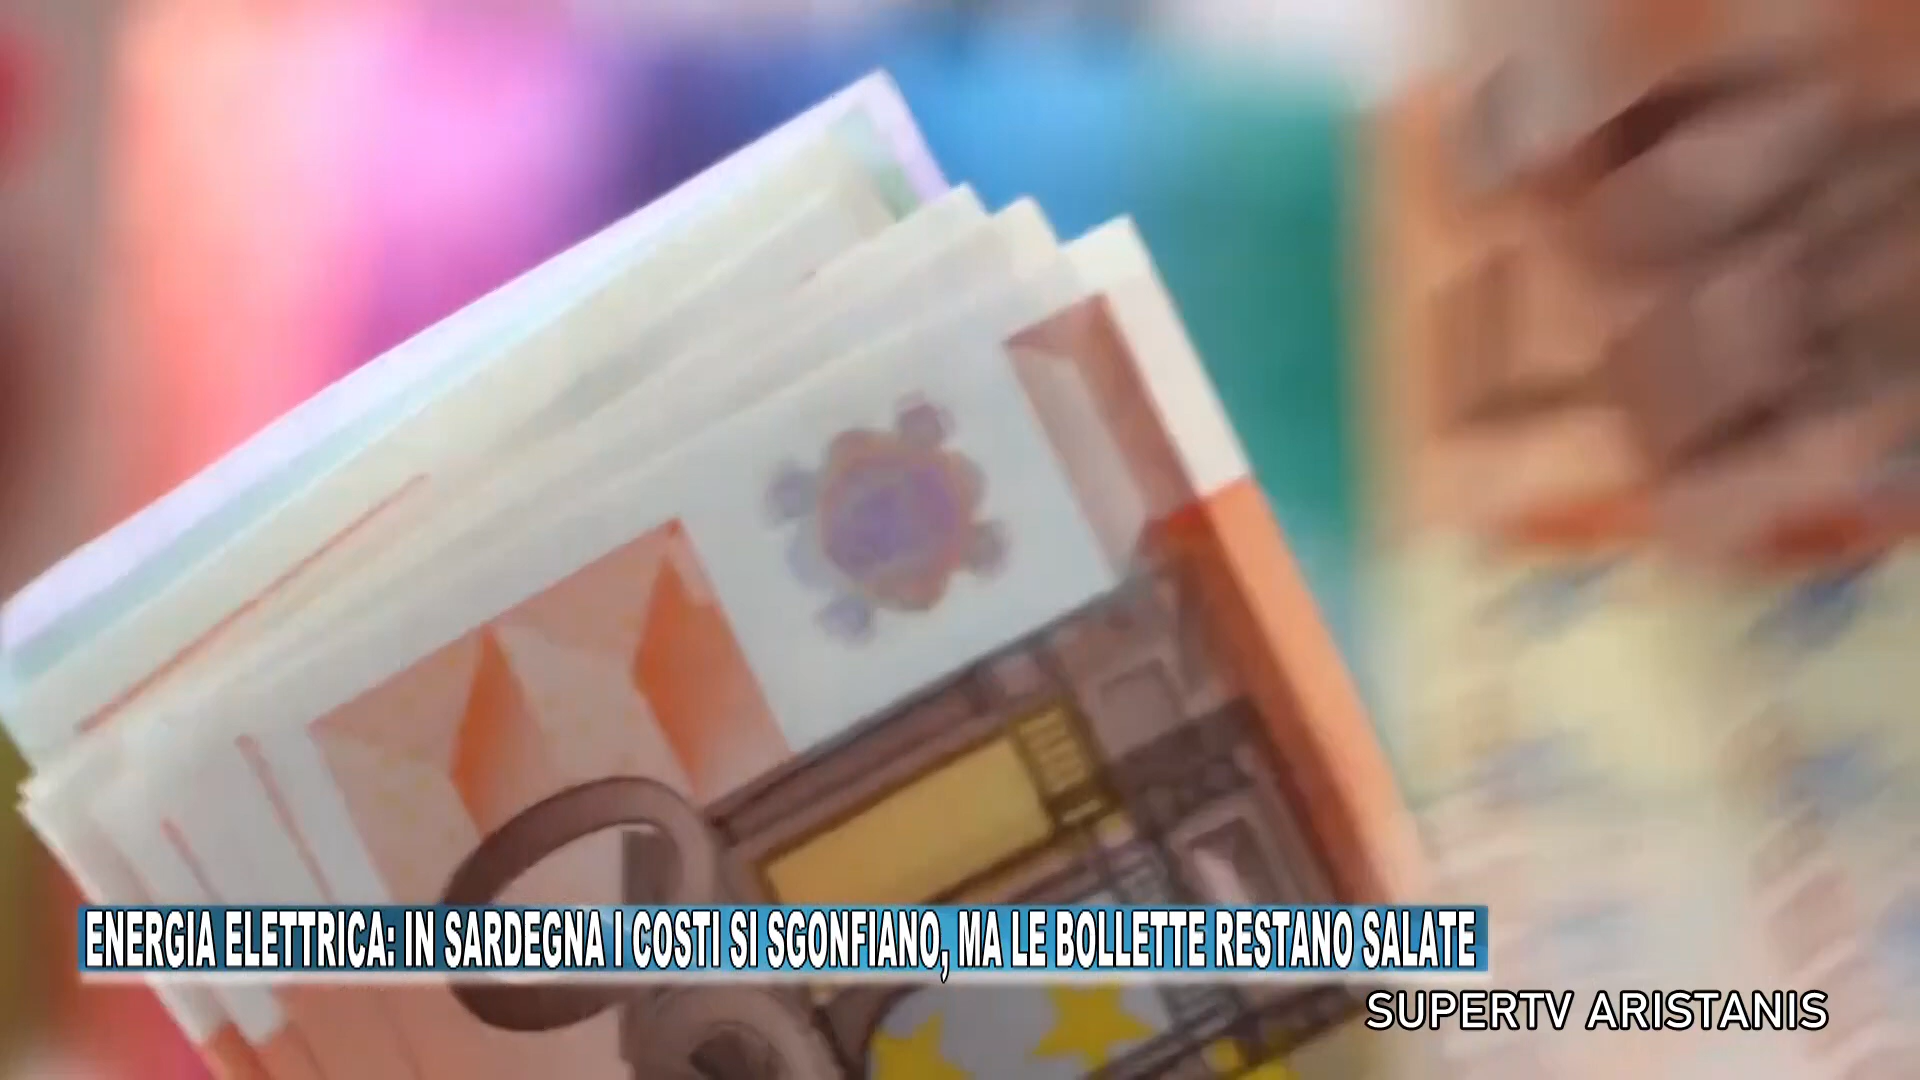 ENERGIA ELETTRICA: IN SARDEGNA I COSTI SI SGONFIANO, MA LE BOLLETTE RESTANO SALATE
SUPERTV ARISTANIS